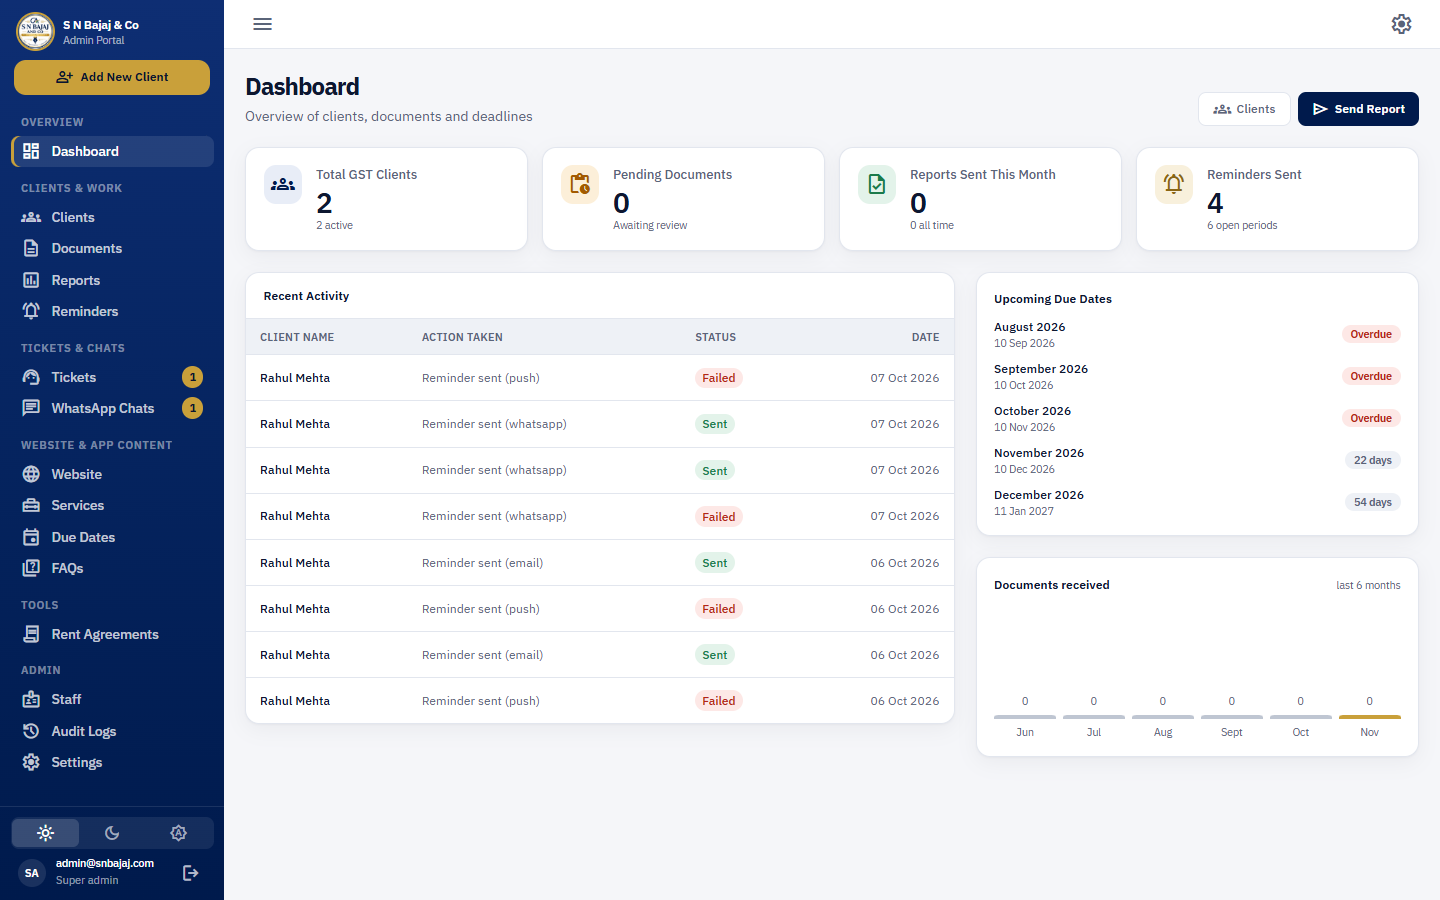 S N BAJAJ
AND CO
S N Bajaj & Co
Admin Portal
Add New Client
OVERVIEW
Dashboard
CLIENTS & WORK
Clients
Documents
Reports
Reminders
TICKETS & CHATS
Tickets 1
WhatsApp Chats 1
WEBSITE & APP CONTENT
Website
Services
Due Dates
FAQs
TOOLS
Rent Agreements
ADMIN
Staff
Audit Logs
Settings
SA
admin@snbajaj.com
Super admin
Dashboard
Overview of clients, documents and deadlines
Clients
Send Report
Total GST Clients
2
2 active
Pending Documents
0
Awaiting review
Reports Sent This Month
0
0 all time
Reminders Sent
4
6 open periods
Recent Activity
CLIENT NAME ACTION TAKEN STATUS DATE
Rahul Mehta Reminder sent (push) Failed 07 Oct 2026
Rahul Mehta Reminder sent (whatsapp) Sent 07 Oct 2026
Rahul Mehta Reminder sent (whatsapp) Sent 07 Oct 2026
Rahul Mehta Reminder sent (whatsapp) Failed 07 Oct 2026
Rahul Mehta Reminder sent (email) Sent 06 Oct 2026
Rahul Mehta Reminder sent (push) Failed 06 Oct 2026
Rahul Mehta Reminder sent (email) Sent 06 Oct 2026
Rahul Mehta Reminder sent (push) Failed 06 Oct 2026
Upcoming Due Dates
August 2026
10 Sep 2026
Overdue
September 2026
10 Oct 2026
Overdue
October 2026
10 Nov 2026
Overdue
November 2026
10 Dec 2026
22 days
December 2026
11 Jan 2027
54 days
Documents received last 6 months
0 0 0 0 0 0
Jun Jul Aug Sept Oct Nov